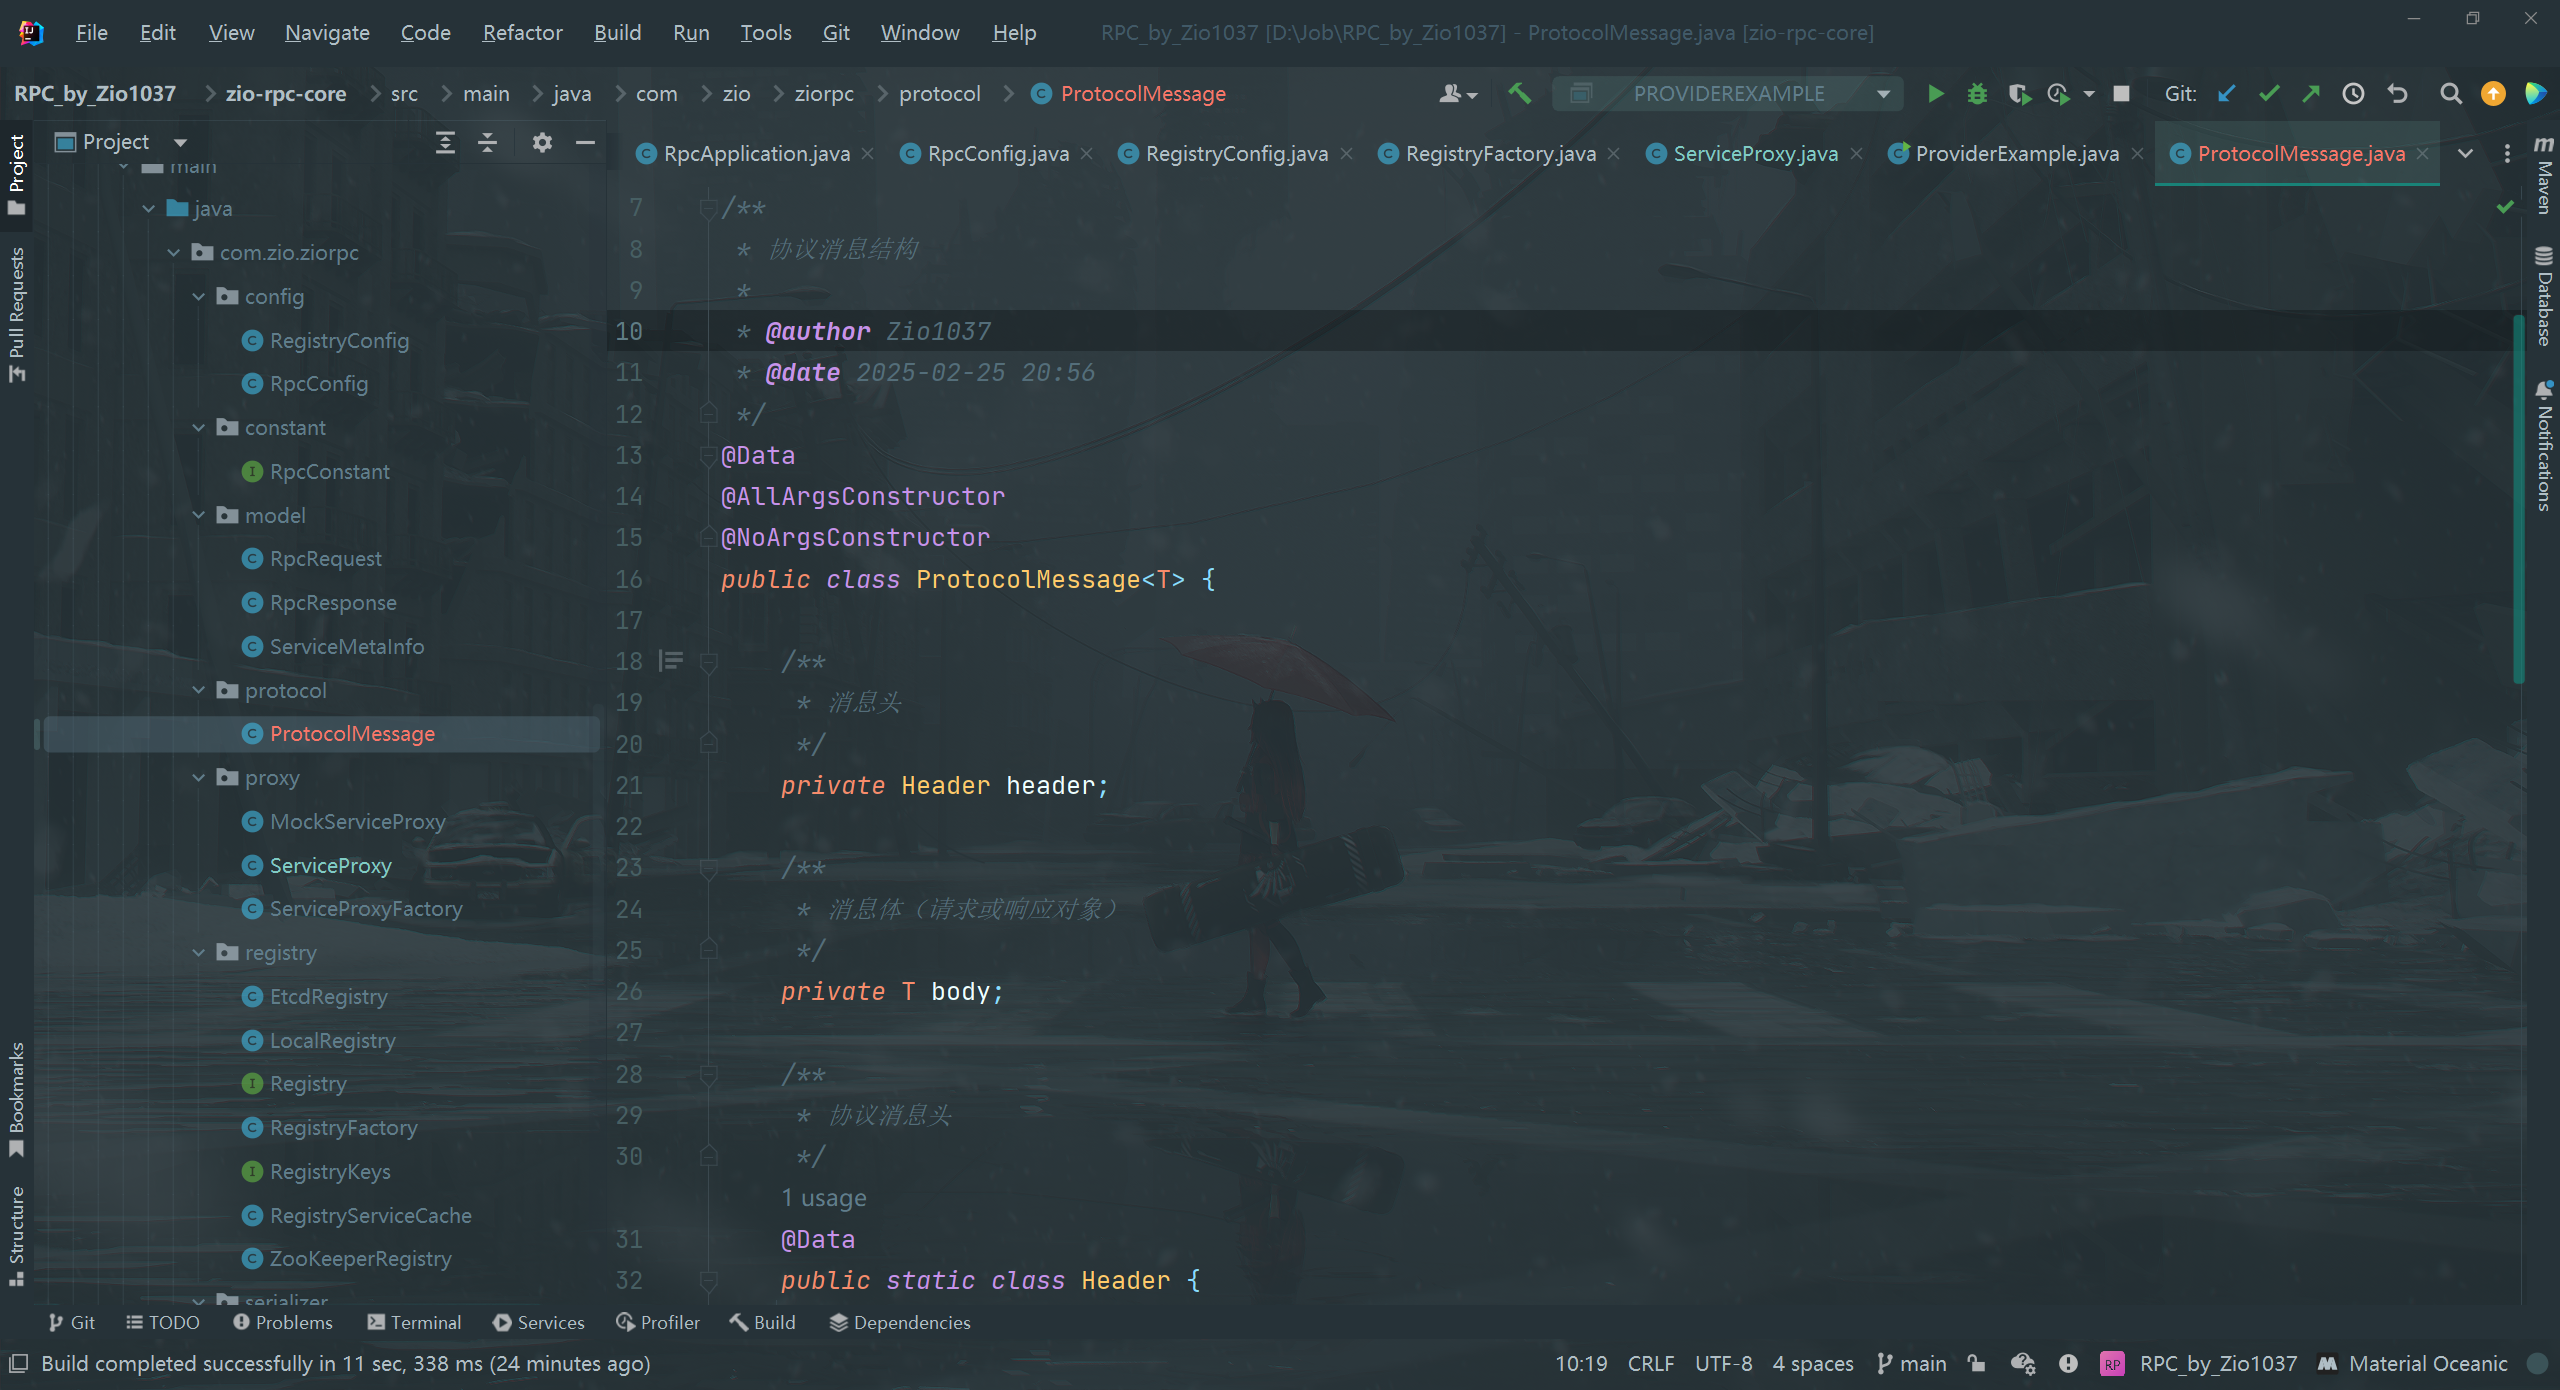 File Edit View Navigate Code Refactor Build Run Tools Git Window Help RPC_by_Zio1037 [D:\Job\RPC_by_Zio1037] - ProtocolMessage.java [zio-rpc-core]
RPC_by_Zio1037 zio-rpc-core src main java com zio ziorpc protocol ProtocolMessage PROVIDEREXAMPLE Git:
Project
RpcApplication.java RpcConfig.java RegistryConfig.java RegistryFactory.java ServiceProxy.java ProviderExample.java ProtocolMessage.java
Project
Pull Requests
Bookmarks
Structure
main
java
com.zio.ziorpc
config
RegistryConfig
RpcConfig
constant
RpcConstant
model
RpcRequest
RpcResponse
ServiceMetaInfo
protocol
ProtocolMessage
proxy
MockServiceProxy
ServiceProxy
ServiceProxyFactory
registry
EtcdRegistry
LocalRegistry
Registry
RegistryFactory
RegistryKeys
RegistryServiceCache
ZooKeeperRegistry
serializer
7 /**
8 * 协议消息结构
9 *
10 * @author Zio1037
11 * @date 2025-02-25 20:56
12 */
13 @Data
14 @AllArgsConstructor
15 @NoArgsConstructor
16 public class ProtocolMessage<T> {
17
18 /**
19 * 消息头
20 */
21 private Header header;
22
23 /**
24 * 消息体（请求或响应对象）
25 */
26 private T body;
27
28 /**
29 * 协议消息头
30 */
1 usage
31 @Data
32 public static class Header {
Maven
Database
Notifications
Git TODO Problems Terminal Services Profiler Build Dependencies
Build completed successfully in 11 sec, 338 ms (24 minutes ago) 10:19 CRLF UTF-8 4 spaces main RP RPC_by_Zio1037 Material Oceanic